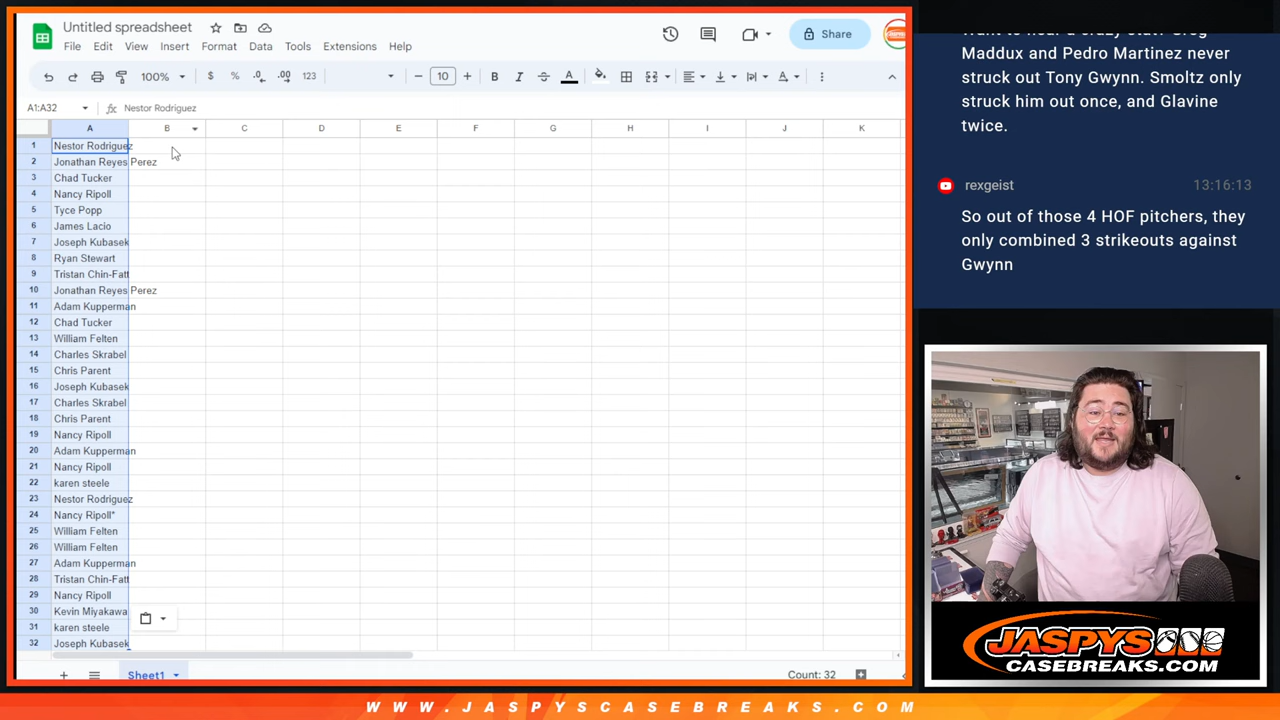 Untitled spreadsheet
File Edit View Insert Format Data Tools Extensions Help
Share
100% $ % .0 .00 123 10 B I A
A1:A32 fx Nestor Rodriguez
A B C D E F G H I J K
1 Nestor Rodriguez
2 Jonathan Reyes Perez
3 Chad Tucker
4 Nancy Ripoll
5 Tyce Popp
6 James Lacio
7 Joseph Kubasek
8 Ryan Stewart
9 Tristan Chin-Fatt
10 Jonathan Reyes Perez
11 Adam Kupperman
12 Chad Tucker
13 William Felten
14 Charles Skrabel
15 Chris Parent
16 Joseph Kubasek
17 Charles Skrabel
18 Chris Parent
19 Nancy Ripoll
20 Adam Kupperman
21 Nancy Ripoll
22 karen steele
23 Nestor Rodriguez
24 Nancy Ripoll*
25 William Felten
26 William Felten
27 Adam Kupperman
28 Tristan Chin-Fatt
29 Nancy Ripoll
30 Kevin Miyakawa
31 karen steele
32 Joseph Kubasek
Sheet1
Count: 32
Want to hear a crazy stat? Greg
Maddux and Pedro Martinez never
struck out Tony Gwynn. Smoltz only
struck him out once, and Glavine
twice.
rexgeist 13:16:13
So out of those 4 HOF pitchers, they
only combined 3 strikeouts against
Gwynn
JASPYS
CASEBREAKS.COM
WWW.JASPYSCASEBREAKS.COM